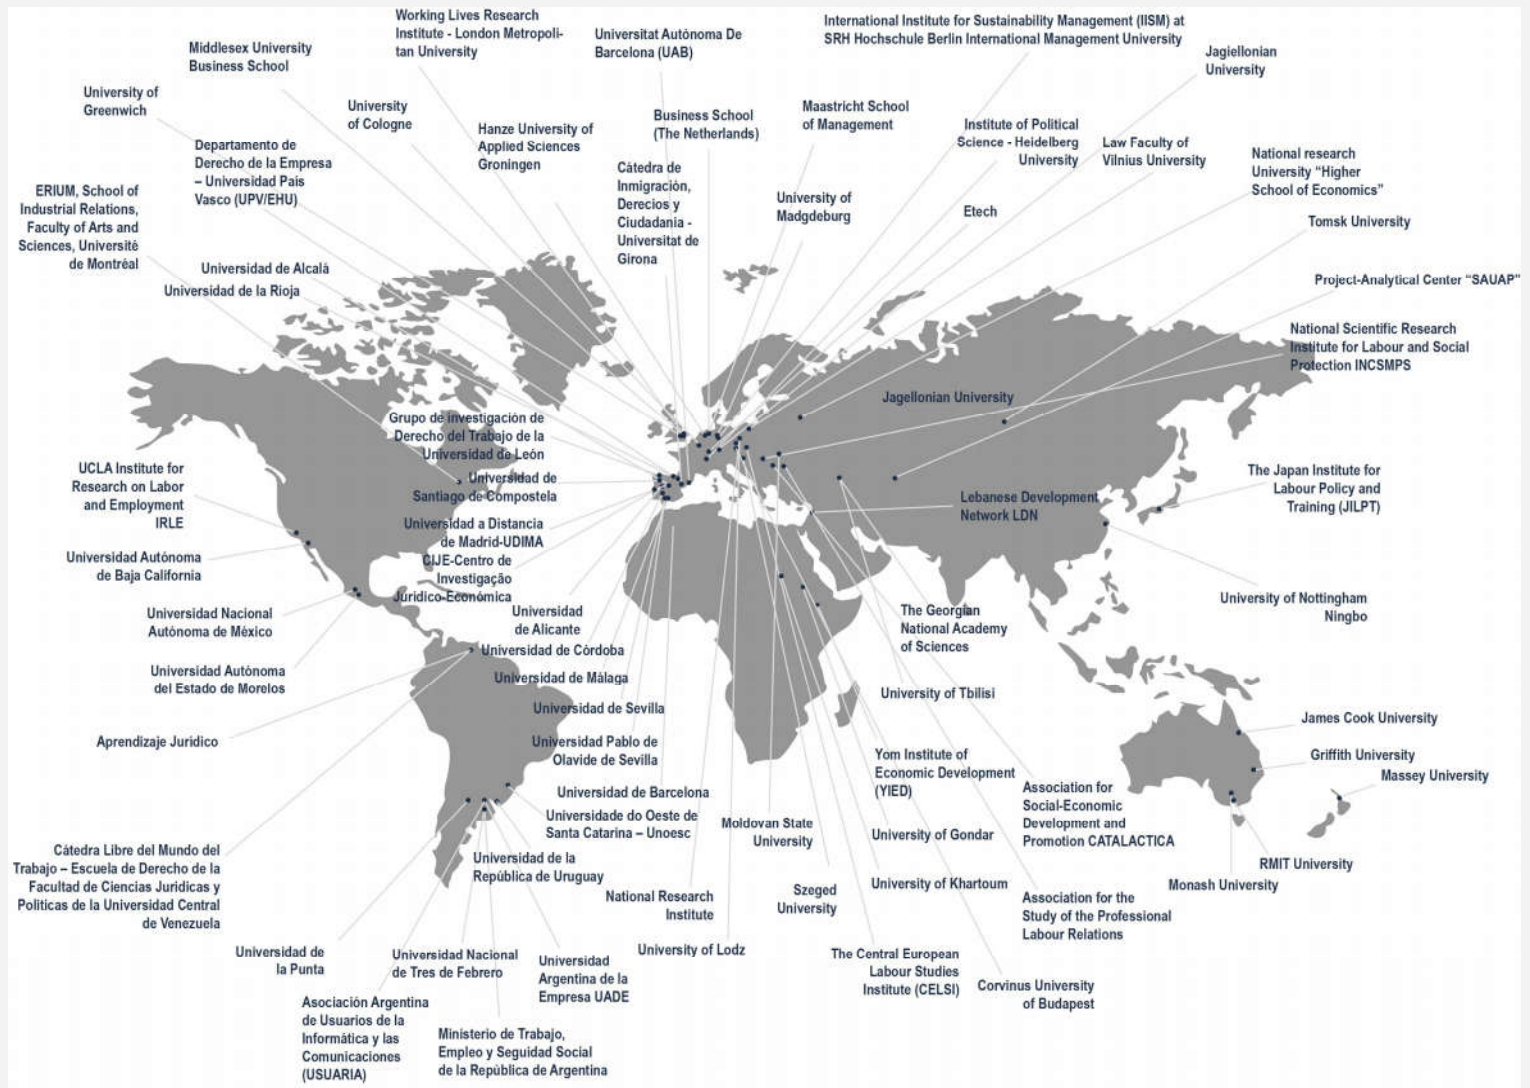 Working Lives Research
Institute - London Metropoli-
tan University
Middlesex University
Business School
Universitat Autònoma De
Barcelona (UAB)
International Institute for Sustainability Management (IISM) at
SRH Hochschule Berlin International Management University
Jagiellonian
University
University of
Greenwich
University
of Cologne
Hanze University of
Applied Sciences
Groningen
Business School
(The Netherlands)
Maastricht School
of Management
Institute of Political
Science - Heidelberg
University
Law Faculty of
Vilnius University
National research
University “Higher
School of Economics”
Departamento de
Derecho de la Empresa
– Universidad Pais
Vasco (UPV/EHU)
Cátedra de
Inmigración,
Derecios y
Ciudadania -
Universitat de
Girona
University of
Madgdeburg
Etech
Tomsk University
ERIUM, School of
Industrial Relations,
Faculty of Arts and
Sciences, Université
de Montréal
Universidad de Alcalá
Universidad de la Rioja
Project-Analytical Center “SAUAP”
National Scientific Research
Institute for Labour and Social
Protection INCSMPS
Jagellonian University
Grupo de investigación de
Derecho del Trabajo de la
Universidad de León
Universidad de
Santiago de Compostela
UCLA Institute for
Research on Labor
and Employment
IRLE
The Japan Institute for
Labour Policy and
Training (JILPT)
Lebanese Development
Network LDN
Universidad a Distancia
de Madrid-UDIMA
CIJE-Centro de
Investigação
Jurídico-Económica
Universidad Autónoma
de Baja California
Universidad Nacional
Autónoma de México
Universidad
de Alicante
The Georgian
National Academy
of Sciences
University of Nottingham
Ningbo
Universidad de Córdoba
Universidad Autónoma
del Estado de Morelos
Universidad de Málaga
University of Tbilisi
Universidad de Sevilla
James Cook University
Aprendizaje Juridico
Universidad Pablo de
Olavide de Sevilla
Yom Institute of
Economic Development
(YIED)
Griffith University
Massey University
Universidad de Barcelona
Association for
Social-Economic
Development and
Promotion CATALACTICA
Universidade do Oeste de
Santa Catarina – Unoesc
Moldovan State
University
University of Gondar
Cátedra Libre del Mundo del
Trabajo – Escuela de Derecho de la
Facultad de Ciencias Juridicas y
Politicas de la Universidad Central
de Venezuela
Universidad de la
República de Uruguay
RMIT University
Monash University
National Research
Institute
Szeged
University
University of Khartoum
Association for the
Study of the Professional
Labour Relations
Universidad de
la Punta
Universidad Nacional
de Tres de Febrero
Universidad
Argentina de la
Empresa UADE
University of Lodz
The Central European
Labour Studies
Institute (CELSI)
Corvinus University
of Budapest
Asociación Argentina
de Usuarios de la
Informática y las
Comunicaciones
(USUARIA)
Ministerio de Trabajo,
Empleo y Seguidad Social
de la República de Argentina